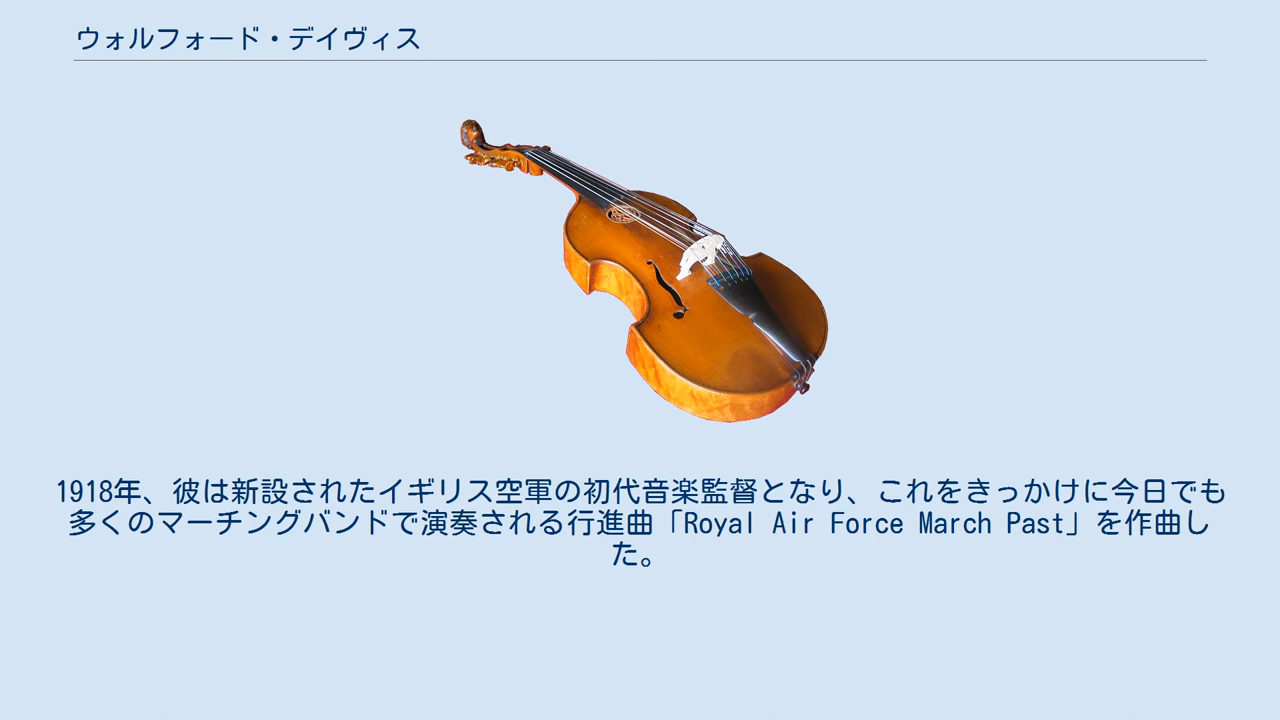 ウォルフォード・デイヴィス
1918年、彼は新設されたイギリス空軍の初代音楽監督となり、これをきっかけに今日でも
多くのマーチングバンドで演奏される行進曲「Royal Air Force March Past」を作曲し
た。